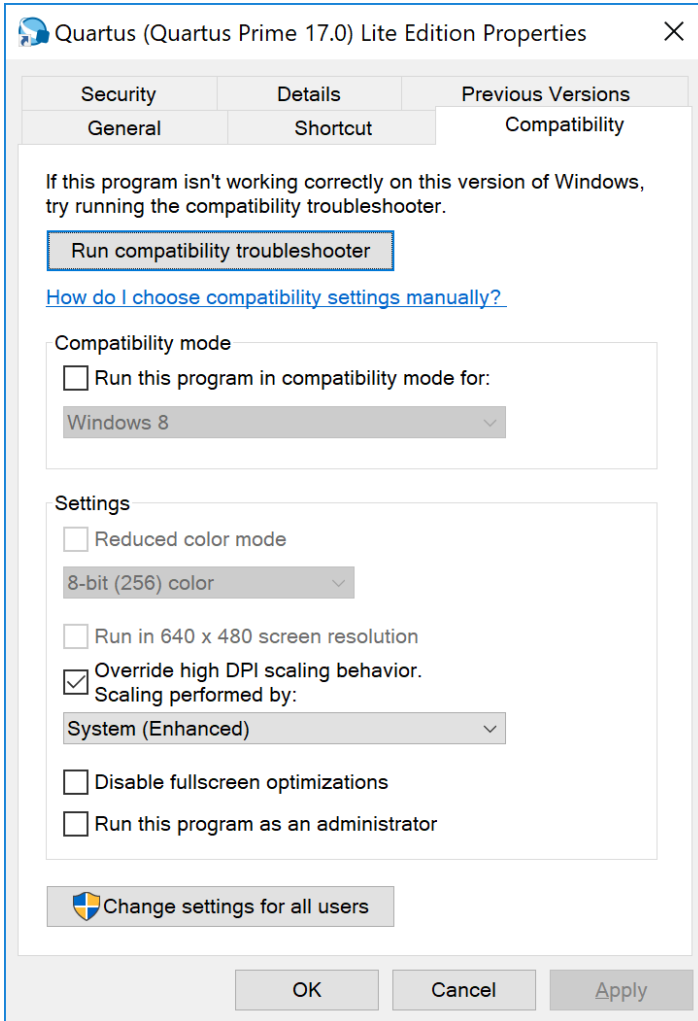 Quartus (Quartus Prime 17.0) Lite Edition Properties
Security
Details
Previous Versions
General
Shortcut
Compatibility
If this program isn't working correctly on this version of Windows,
try running the compatibility troubleshooter.
Run compatibility troubleshooter
How do I choose compatibility settings manually?
Compatibility mode
Run this program in compatibility mode for:
Windows 8
Settings
Reduced color mode
8-bit (256) color
Run in 640 x 480 screen resolution
Override high DPI scaling behavior.
Scaling performed by:
System (Enhanced)
Disable fullscreen optimizations
Run this program as an administrator
Change settings for all users
OK
Cancel
Apply